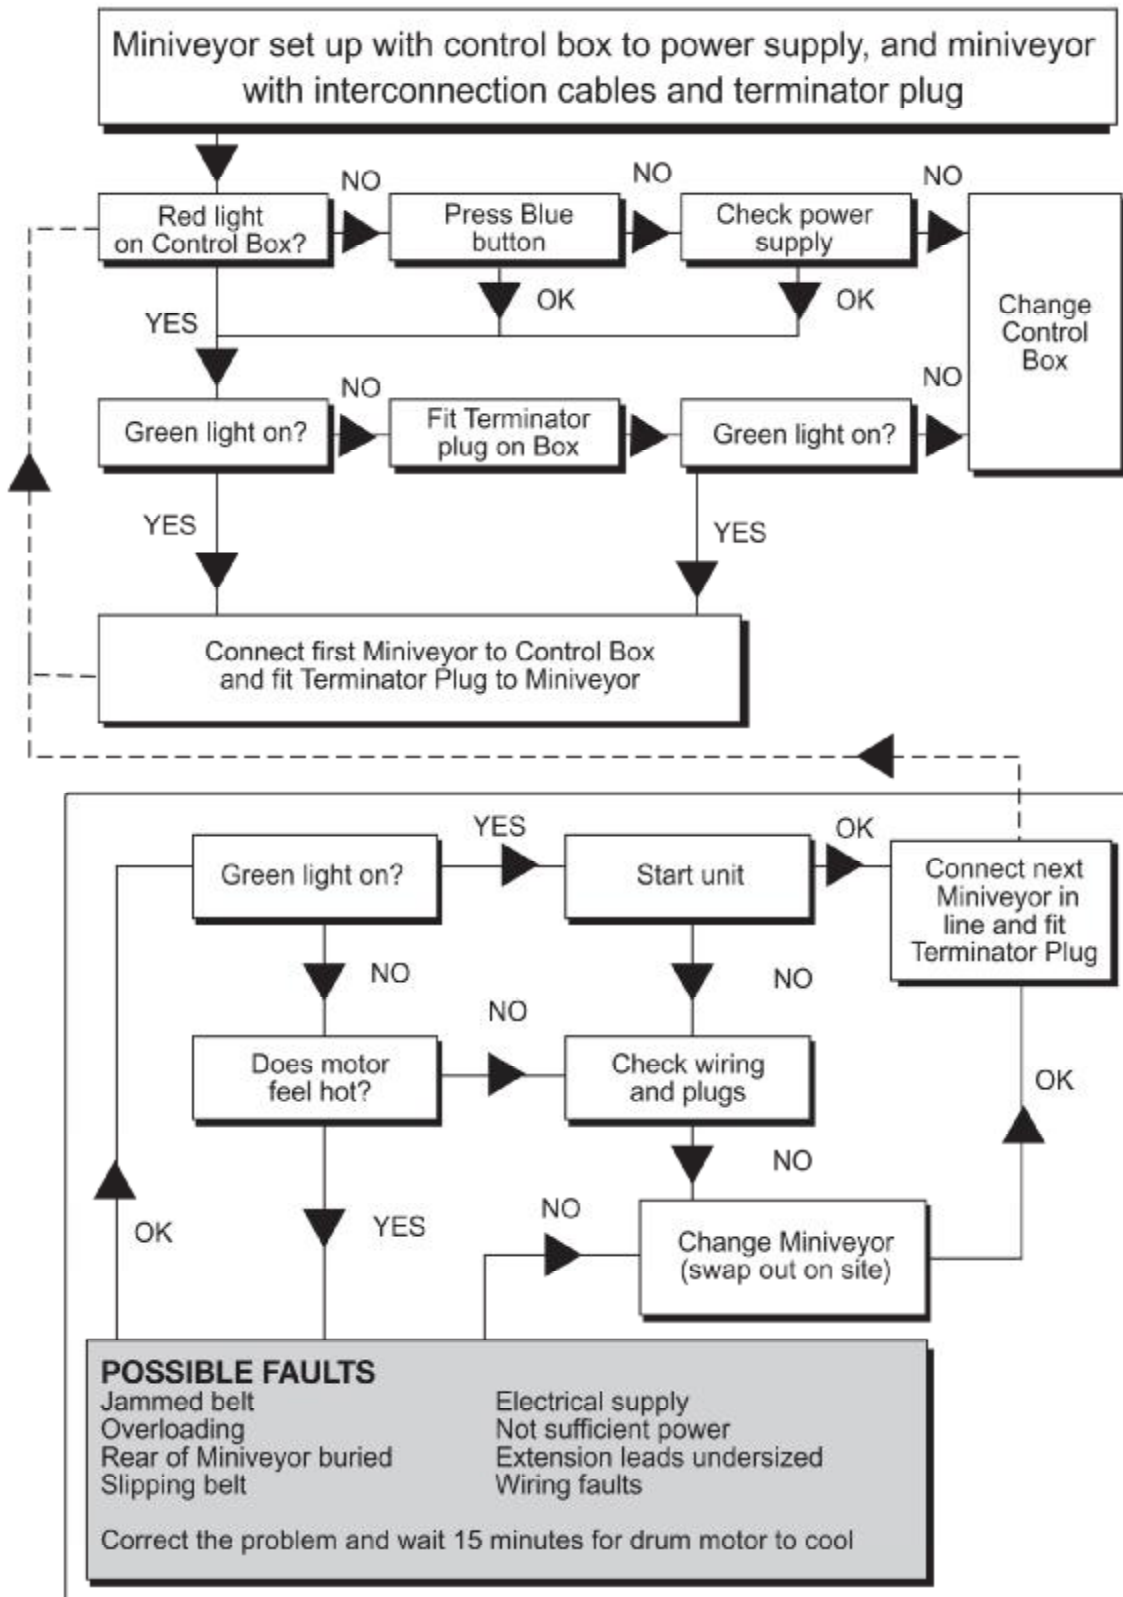 Miniveyor set up with control box to power supply, and miniveyor
with interconnection cables and terminator plug
NO
NO
NO
Red light
on Control Box?
Press Blue
button
Check power
supply
Change
Control
Box
YES
OK
OK
NO
NO
Green light on?
Fit Terminator
plug on Box
Green light on?
YES
YES
Connect first Miniveyor to Control Box
and fit Terminator Plug to Miniveyor
Green light on?
YES
Start unit
OK
Connect next
Miniveyor in
line and fit
Terminator Plug
NO
NO
NO
Does motor
feel hot?
Check wiring
and plugs
OK
NO
OK
YES
NO
Change Miniveyor
(swap out on site)
POSSIBLE FAULTS
Jammed belt
Overloading
Rear of Miniveyor buried
Slipping belt
Electrical supply
Not sufficient power
Extension leads undersized
Wiring faults
Correct the problem and wait 15 minutes for drum motor to cool